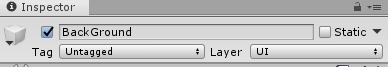 Inspector
BackGround
Static
Tag Untagged Layer UI